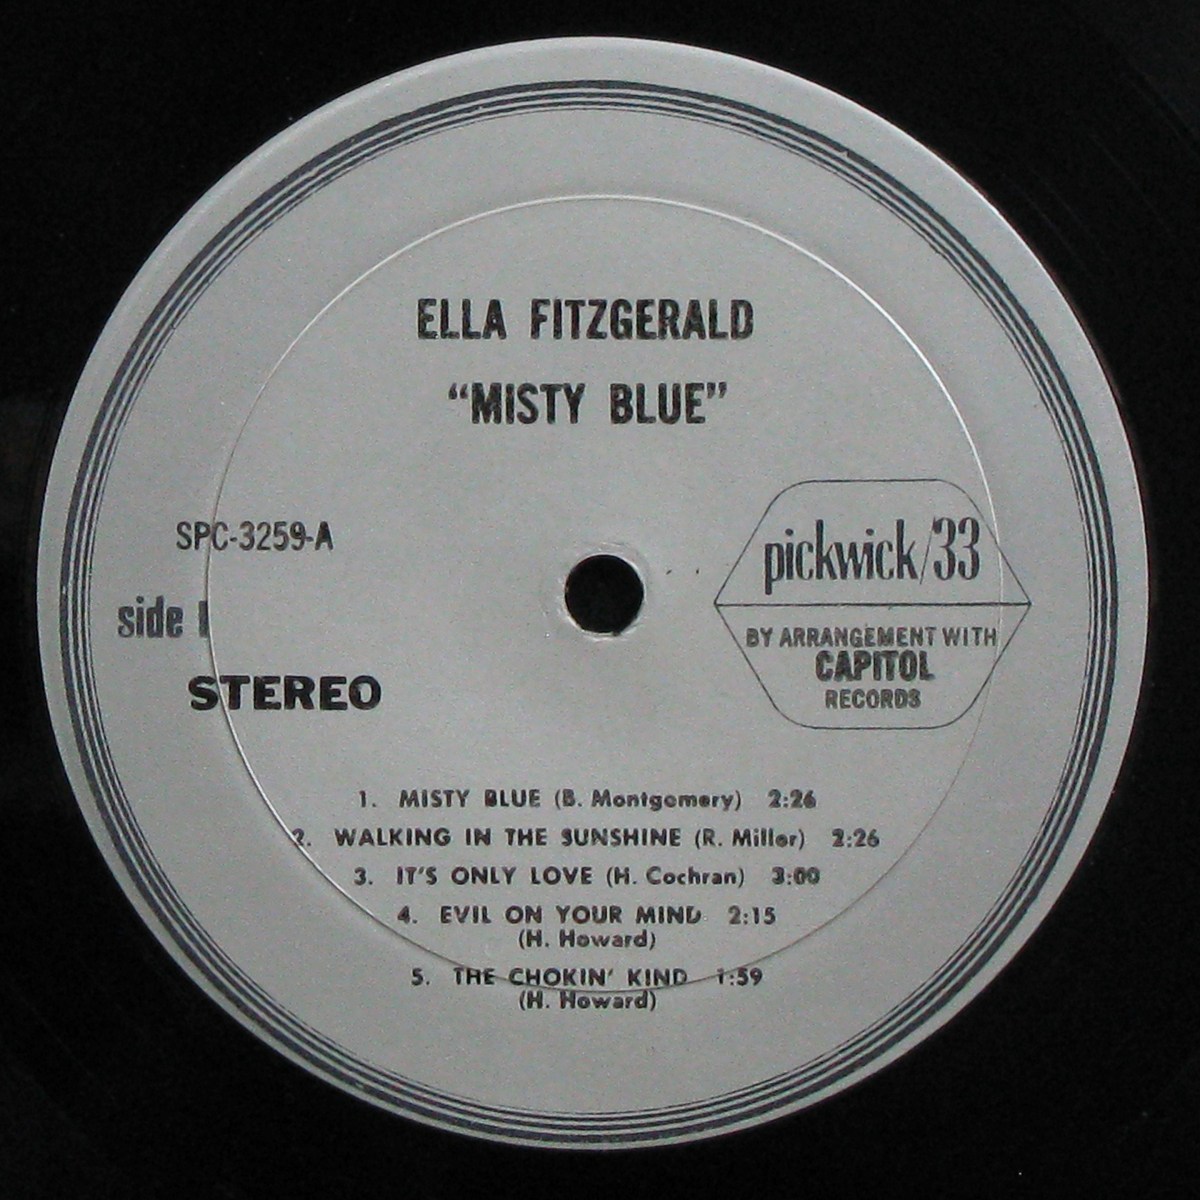 ELLA FITZGERALD
“MISTY BLUE”
SPC-3259-A
side 1
STEREO
pickwick/33
BY ARRANGEMENT WITH
CAPITOL
RECORDS
1. MISTY BLUE (B. Montgomery) 2:26
2. WALKING IN THE SUNSHINE (R. Miller) 2:26
3. IT'S ONLY LOVE (H. Cochran) 3:00
4. EVIL ON YOUR MIND 2:15
(H. Howard)
5. THE CHOKIN' KIND 1:59
(H. Howard)